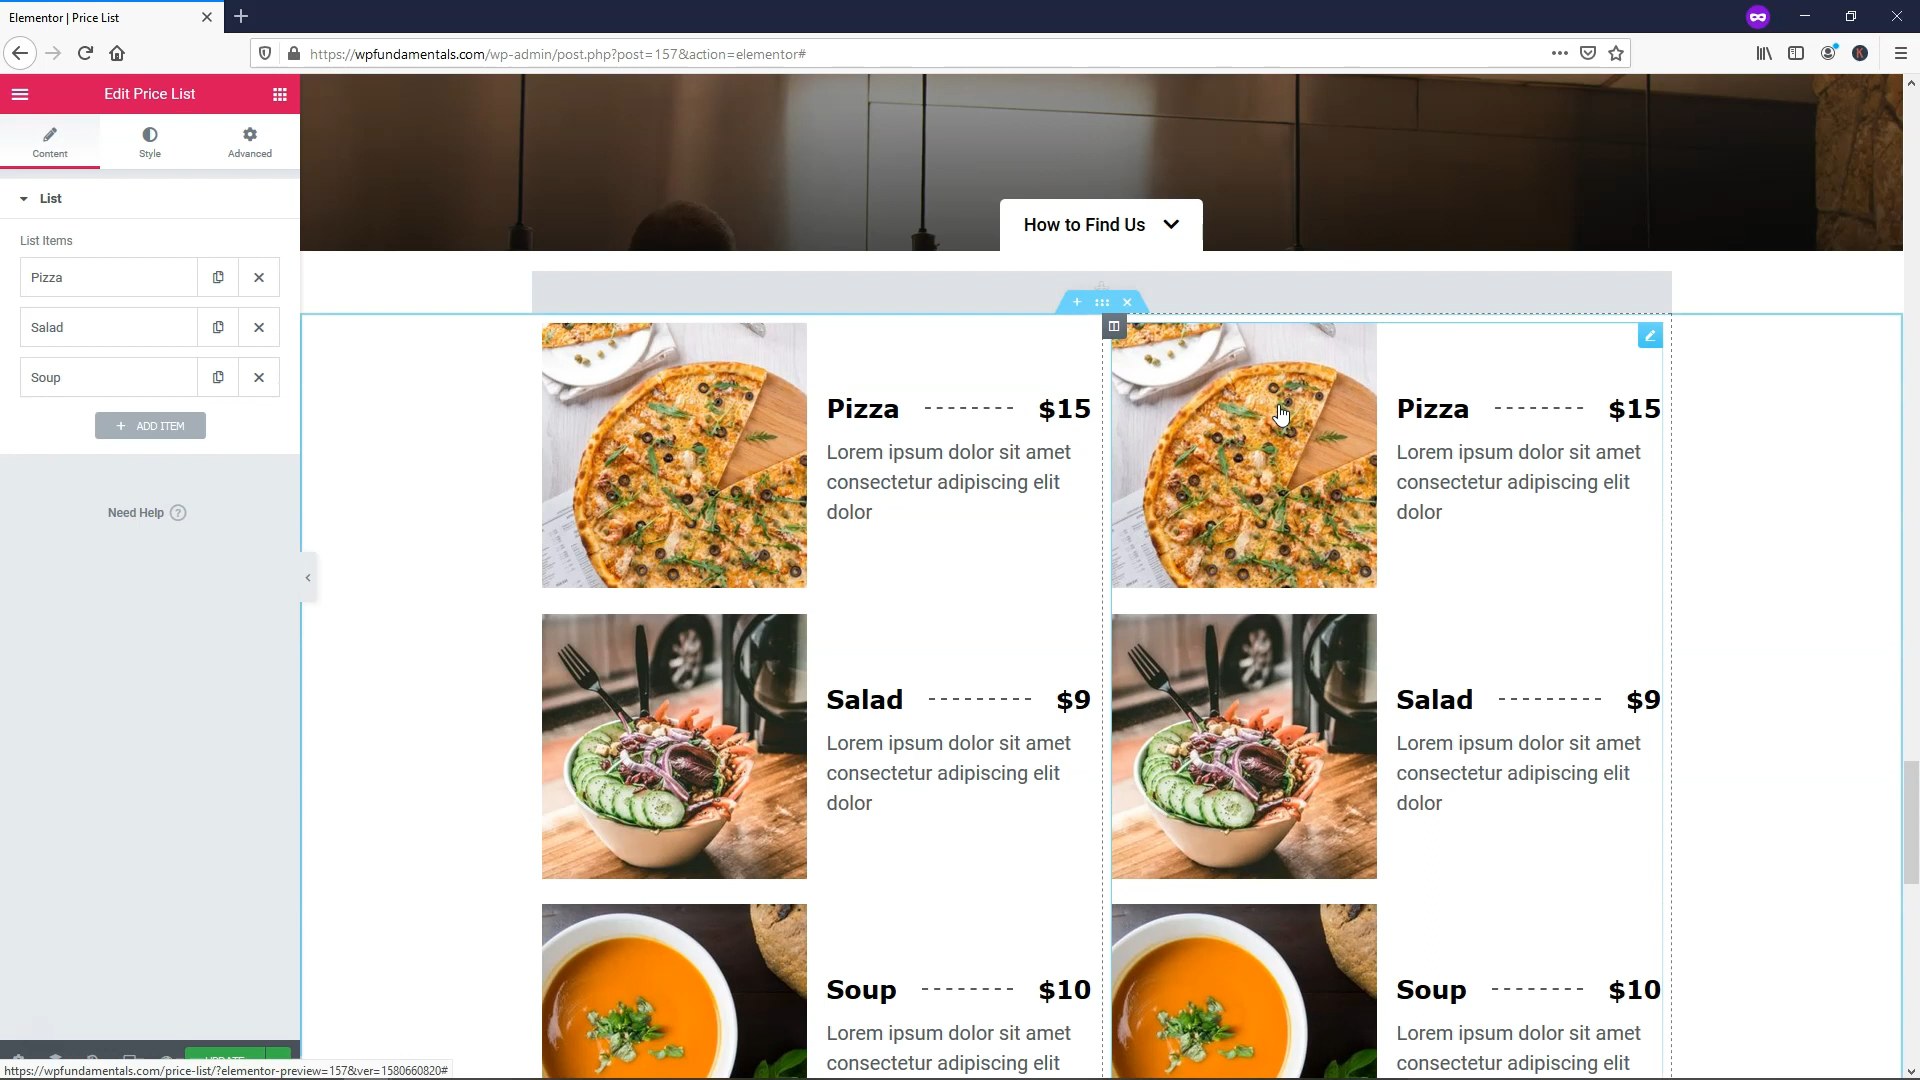 Elementor | Price List
https://wpfundamentals.com/wp-admin/post.php?post=157&action=elementor#
Edit Price List
Content
Style
Advanced
List
List Items
Pizza
Salad
Soup
ADD ITEM
Need Help
How to Find Us
Pizza $15
Lorem ipsum dolor sit amet
consectetur adipiscing elit
dolor
Salad $9
Lorem ipsum dolor sit amet
consectetur adipiscing elit
dolor
Soup $10
Lorem ipsum dolor sit amet
consectetur adipiscing elit
Pizza $15
Lorem ipsum dolor sit amet
consectetur adipiscing elit
dolor
Salad $9
Lorem ipsum dolor sit amet
consectetur adipiscing elit
dolor
Soup $10
Lorem ipsum dolor sit amet
consectetur adipiscing elit
UPDATE
https://wpfundamentals.com/price-list/?elementor-preview=157&ver=1580660820#